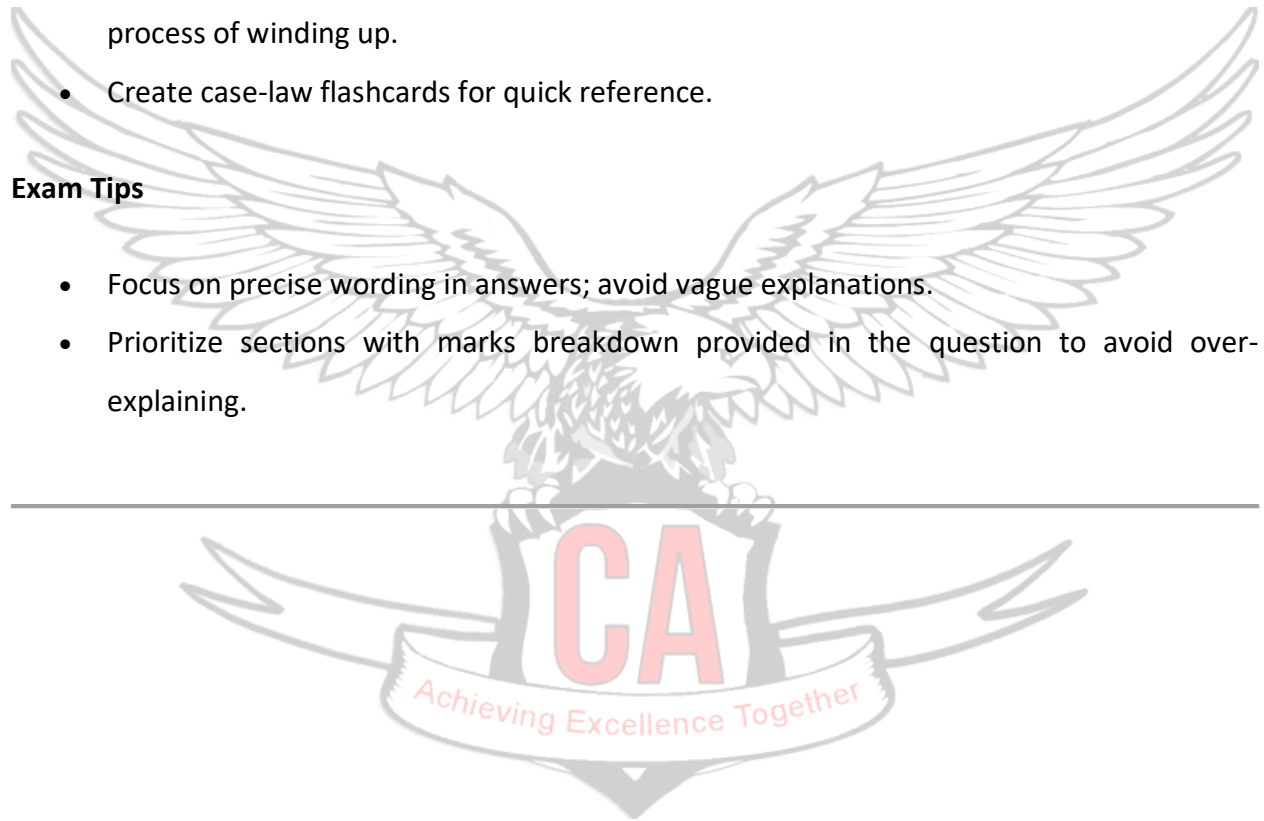 process of winding up.
• Create case-law flashcards for quick reference.
Exam Tips
• Focus on precise wording in answers; avoid vague explanations.
• Prioritize sections with marks breakdown provided in the question to avoid over-
explaining.
CA
Achieving Excellence Together